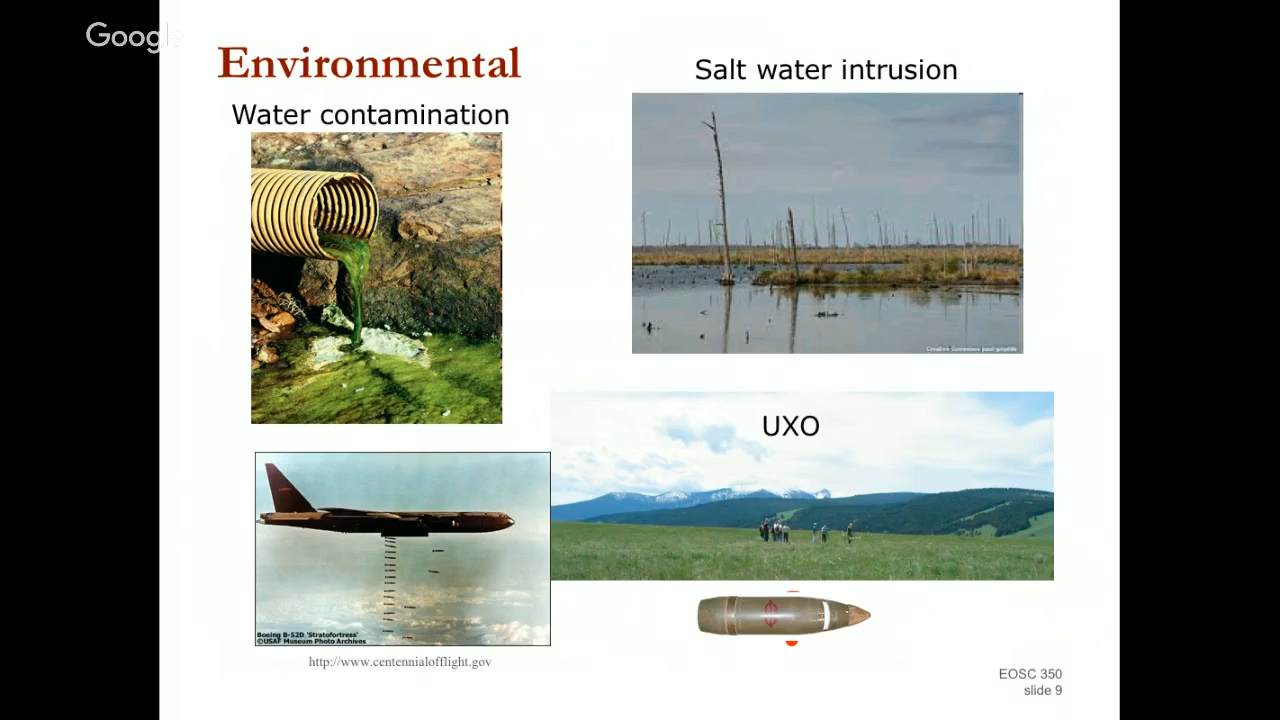 Google
Environmental
Salt water intrusion
Water contamination
UXO
Boeing B-52D 'Stratofortress'
©USAF Museum Photo Archives
http://www.centennialofflight.gov
EOSC 350
slide 9